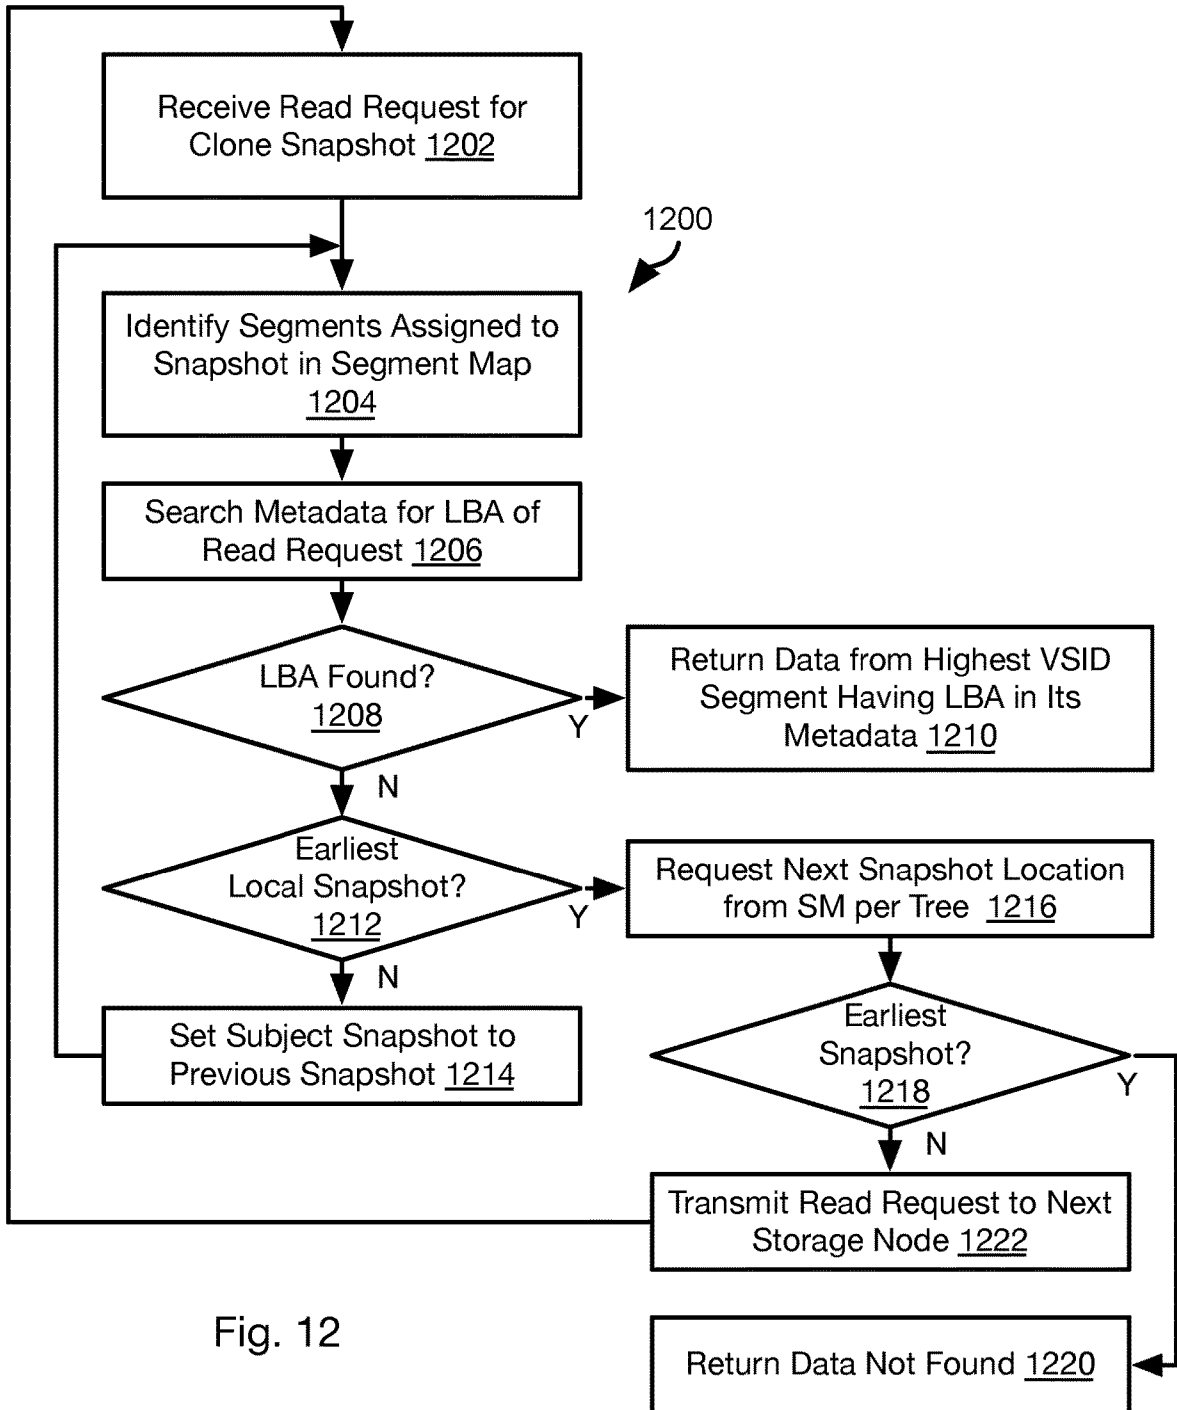 Receive Read Request for
Clone Snapshot 1202
1200
Identify Segments Assigned to
Snapshot in Segment Map
1204
Search Metadata for LBA of
Read Request 1206
LBA Found?
1208
Y
N
Return Data from Highest VSID
Segment Having LBA in Its
Metadata 1210
Earliest
Local Snapshot?
1212
Y
N
Request Next Snapshot Location
from SM per Tree 1216
Set Subject Snapshot to
Previous Snapshot 1214
Earliest
Snapshot?
1218
Y
N
Transmit Read Request to Next
Storage Node 1222
Return Data Not Found 1220
Fig. 12